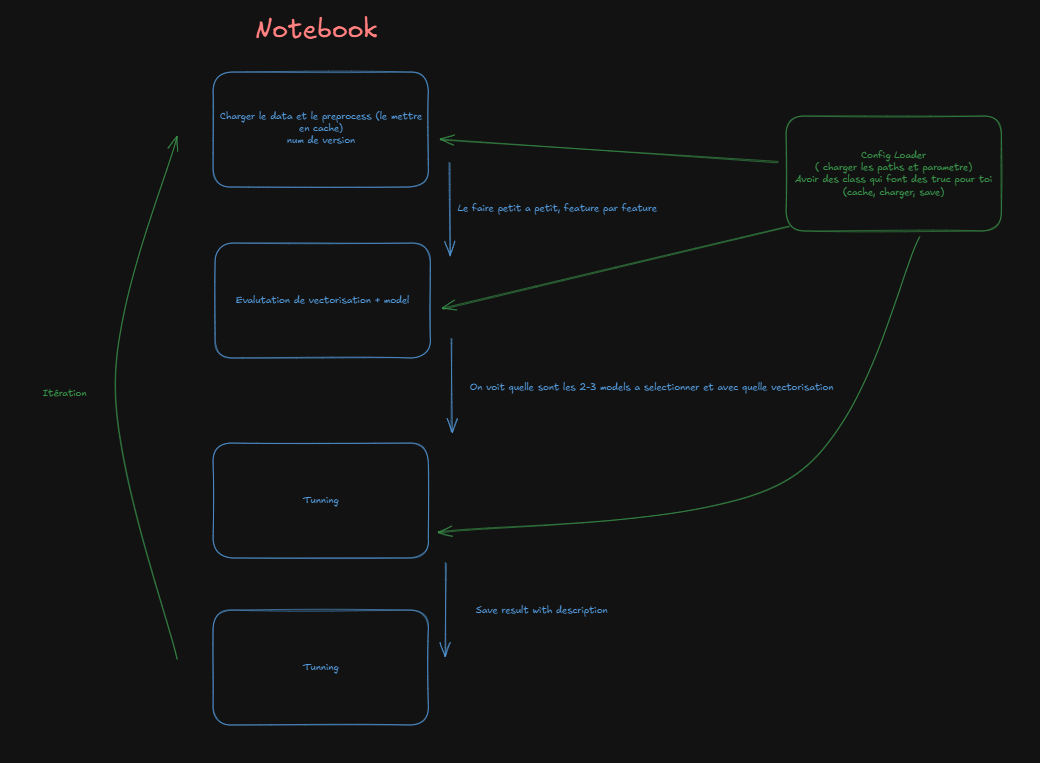 Notebook
Charger le data et le preprocess (le mettre
en cache)
num de version
Config Loader
( charger les paths et parametre)
Avoir des class qui font des truc pour toi
(cache, charger, save)
Le faire petit a petit, feature par feature
Evalutation de vectorisation + model
On voit quelle sont les 2-3 models a selectionner et avec quelle vectorisation
Itération
Tunning
Save result with description
Tunning